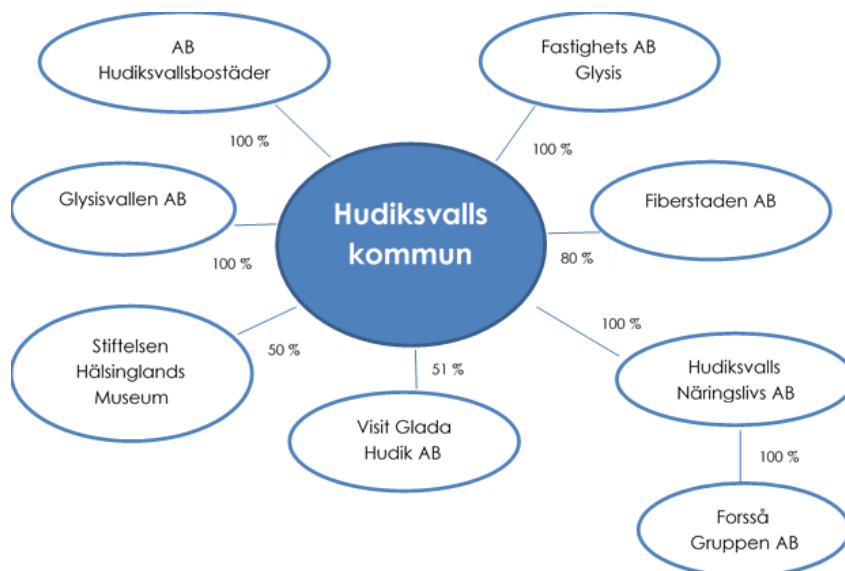 AB
Hudiksvallsbostäder
Fastighets AB
Glysis
100 %
100 %
Glysisvallen AB
Hudiksvalls
kommun
Fiberstaden AB
100 %
80 %
Stiftelsen
Hälsinglands
Museum
50 %
51 %
100 %
Visit Glada
Hudik AB
Hudiksvalls
Näringslivs AB
100 %
Forsså
Gruppen AB